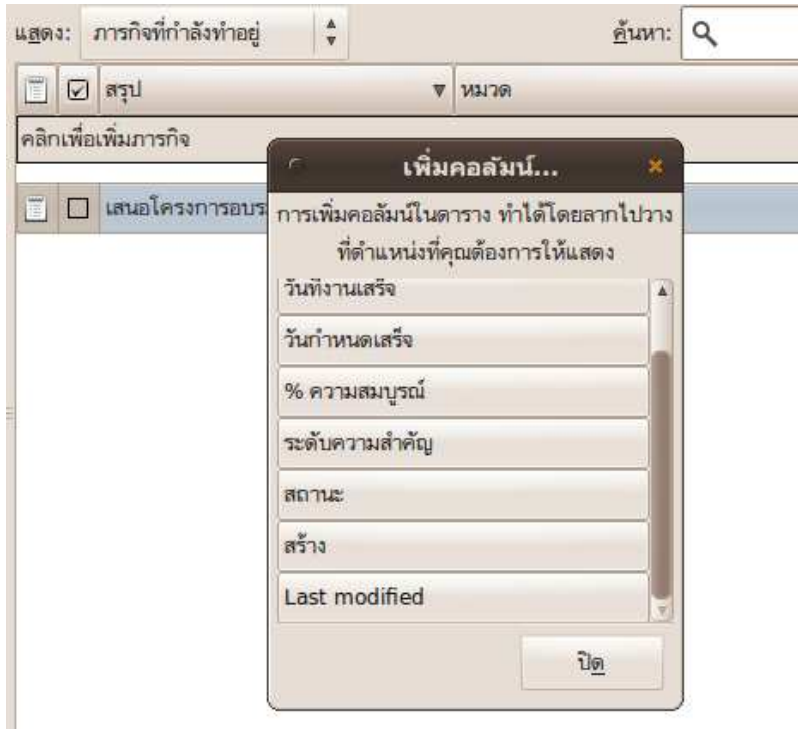 แสดง: ภารกิจที่กำลังทำอยู่ ค้นหา:
สรุป หมวด
คลิกเพื่อเพิ่มภารกิจ
เพิ่มคอลัมน์...
เสนอโครงการอบร
การเพิ่มคอลัมน์ในตาราง ทำได้โดยลากไปวาง
ที่ตำแหน่งที่คุณต้องการให้แสดง
วันที่งานเสร็จ
วันกำหนดเสร็จ
% ความสมบูรณ์
ระดับความสำคัญ
สถานะ
สร้าง
Last modified
ปิด